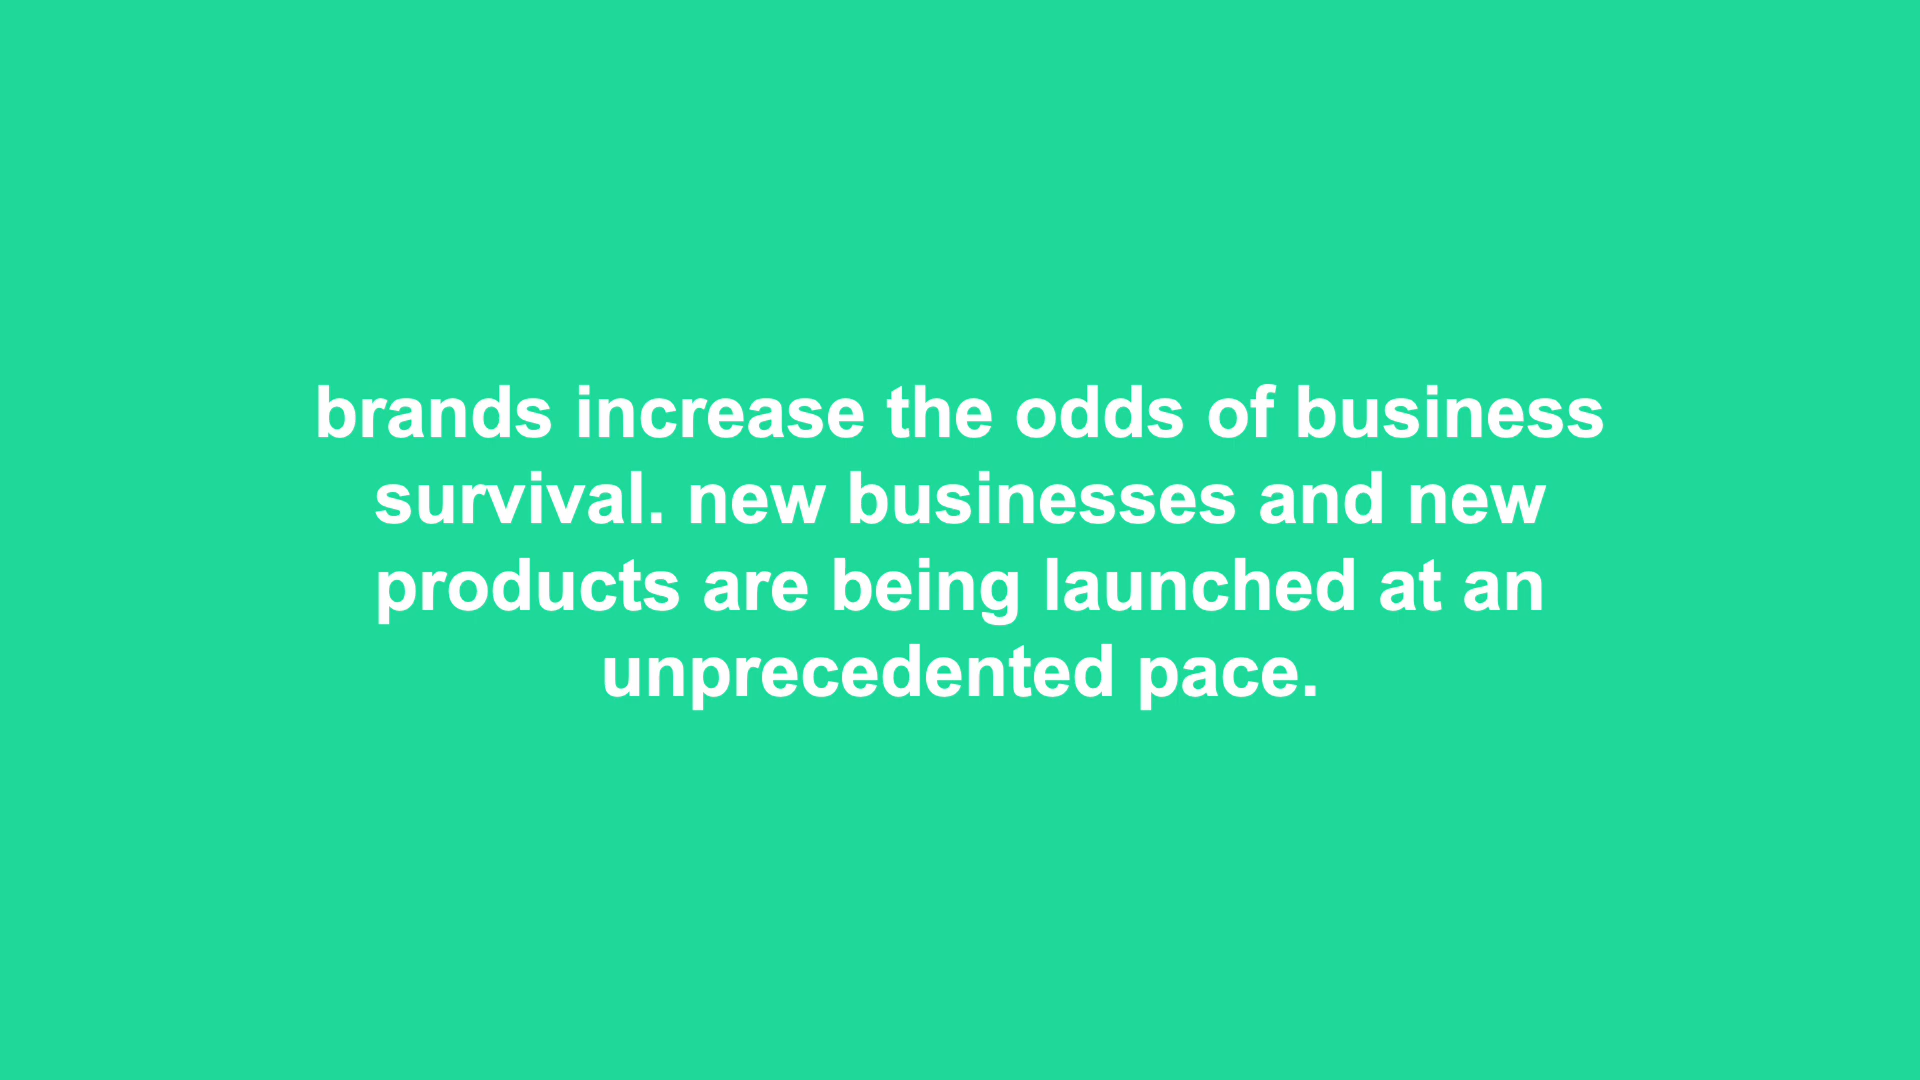 brands increase the odds of business
survival. new businesses and new
products are being launched at an
unprecedented pace.